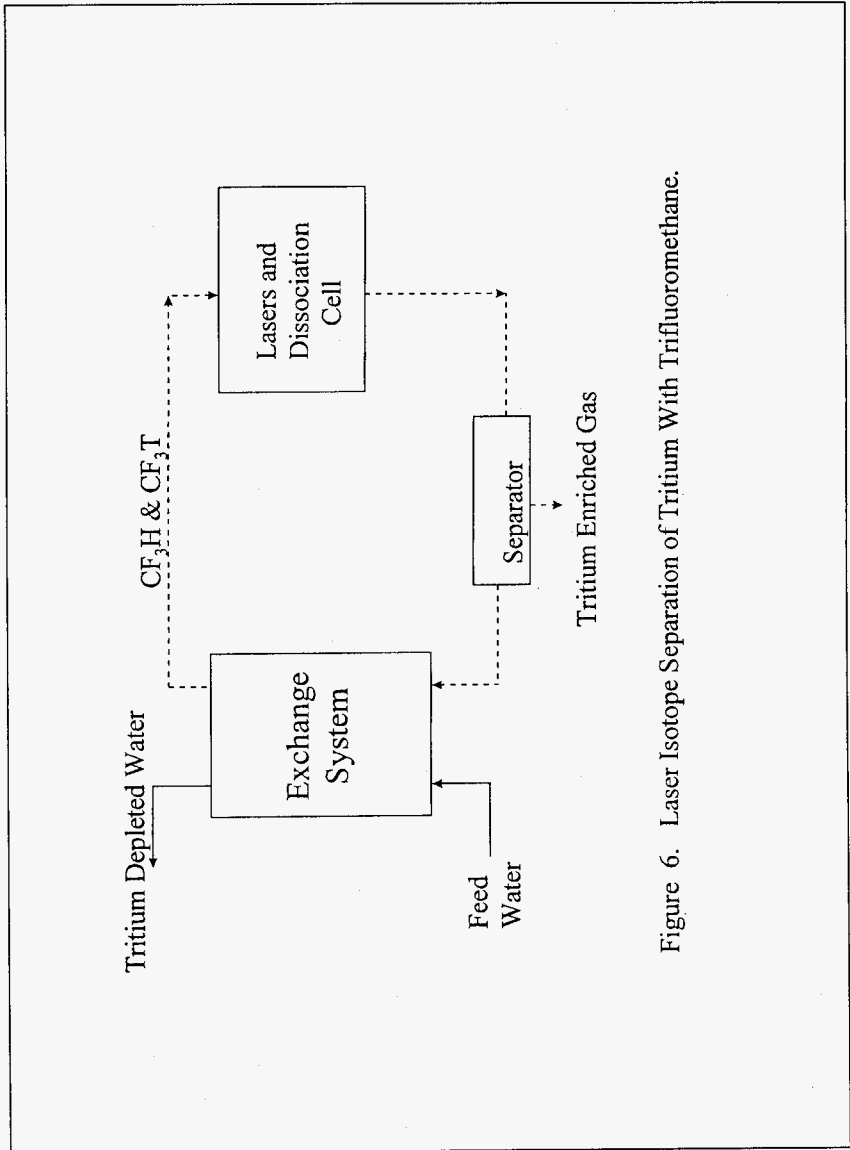 Tritium Depleted Water
CF₃H & CF₃T
Exchange
System
Lasers and
Dissociation
Cell
Feed
Water
Separator
Tritium Enriched Gas
Figure 6. Laser Isotope Separation of Tritium With Trifluoromethane.